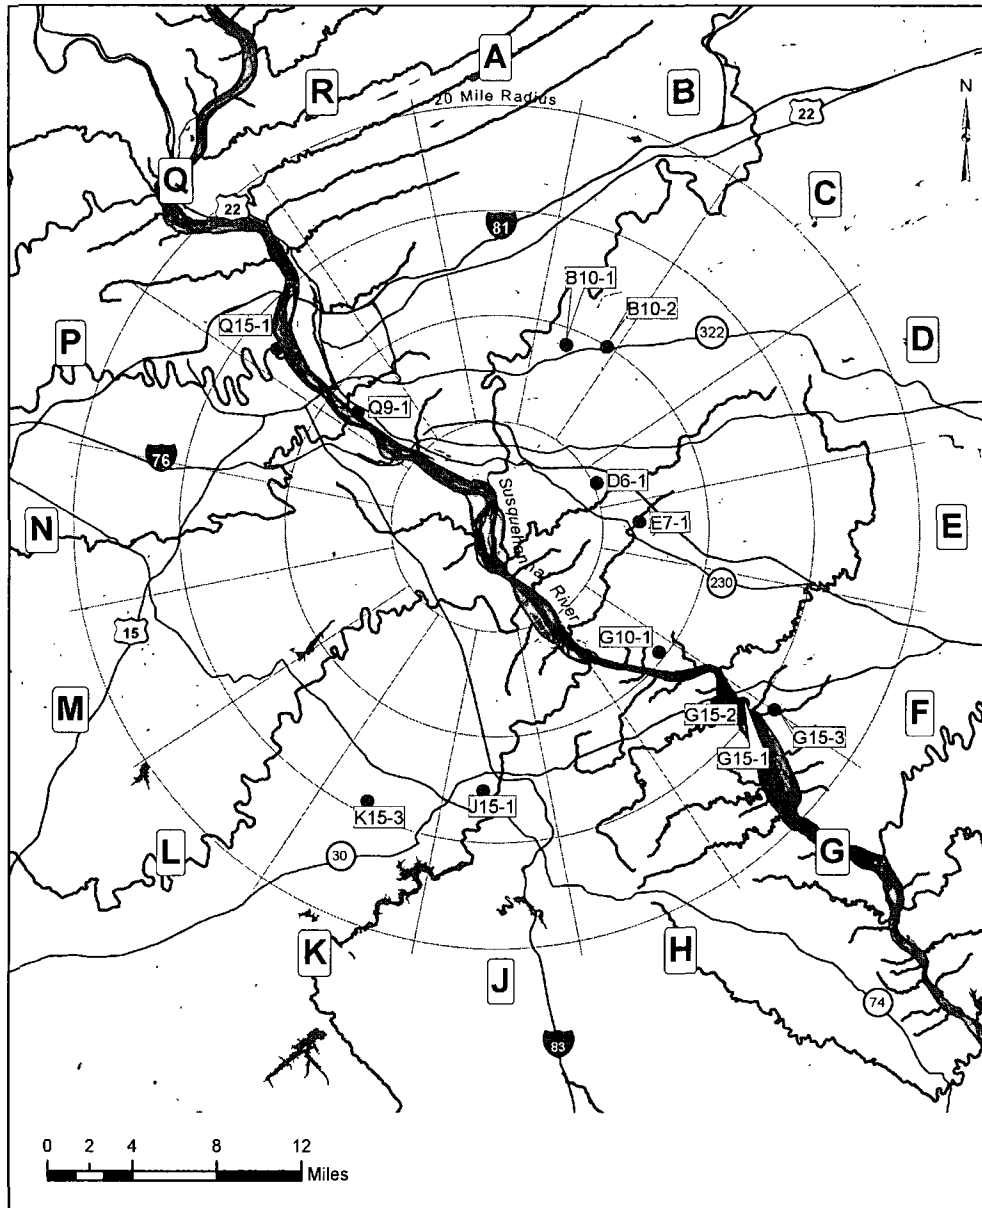 A
R
B
20 Mile Radius
N
22
Q
C
22
81
B10-1
B10-2
Q15-1
322
P
D
Q9-1
76
D6-1
Susquehanna River
E7-1
N
E
230
15
G10-1
M
F
G15-2
G15-3
G15-1
J15-1
K15-3
30
L
G
K
J
H
74
83
0 2 4 8 12
Miles